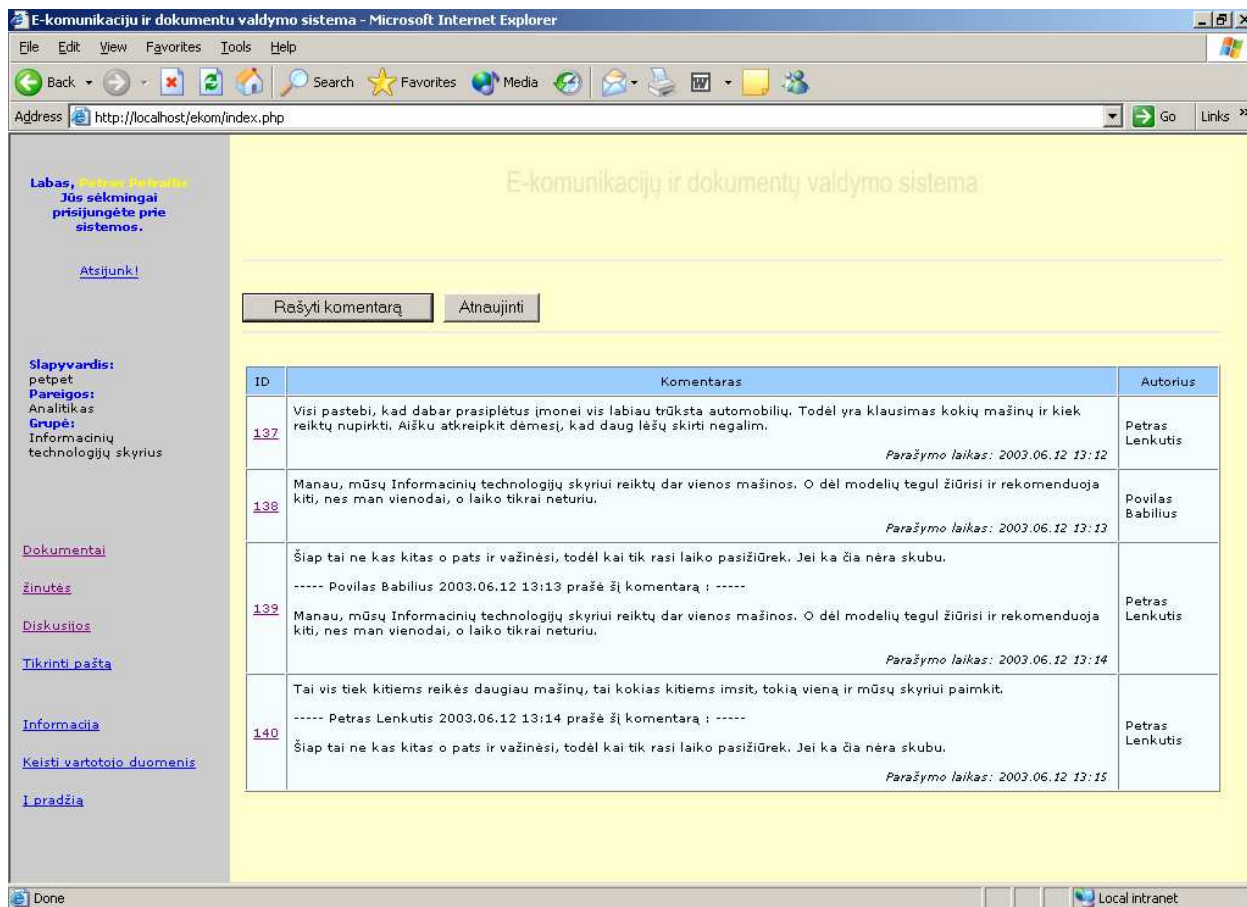 E-komunikaciju ir dokumentu valdymo sistema - Microsoft Internet Explorer
File Edit View Favorites Tools Help
Back Search Favorites Media
Address http://localhost/ekom/index.php Go Links »
Labas, Petras Petraitis
Jūs sėkmingai
prisijungėte prie
sistemos.
Atsijunk!
Slapyvardis:
petpet
Pareigos:
Analitikas
Grupė:
Informacinių
technologijų skyrius
Dokumentai
žinutės
Diskusijos
Tikrinti paštą
Informacija
Keisti vartotojo duomenis
Į pradžią
E-komunikacijų ir dokumentų valdymo sistema
Rašyti komentarą Atnaujinti
ID Komentaras Autorius
137
Visi pastebi, kad dabar prasiplėtus įmonei vis labiau trūksta automobilių. Todėl yra klausimas kokių mašinų ir kiek
reiktų nupirkti. Aišku atkreipkit dėmesį, kad daug lėšų skirti negalim.
Parašymo laikas: 2003.06.12 13:12
Petras
Lenkutis
138
Manau, mūsų Informacinių technologijų skyriui reiktų dar vienos mašinos. O dėl modelių tegul žiūrisi ir rekomenduoja
kiti, nes man vienodai, o laiko tikrai neturiu.
Parašymo laikas: 2003.06.12 13:13
Povilas
Babilius
139
Šiap tai ne kas kitas o pats ir važinėsi, todėl kai tik rasi laiko pasižiūrek. Jei ka čia nėra skubu.
----- Povilas Babilius 2003.06.12 13:13 prašė šį komentarą : -----
Manau, mūsų Informacinių technologijų skyriui reiktų dar vienos mašinos. O dėl modelių tegul žiūrisi ir rekomenduoja
kiti, nes man vienodai, o laiko tikrai neturiu.
Parašymo laikas: 2003.06.12 13:14
Petras
Lenkutis
140
Tai vis tiek kitiems reikės daugiau mašinų, tai kokias kitiems imsit, tokią vieną ir mūsų skyriui paimkit.
----- Petras Lenkutis 2003.06.12 13:14 prašė šį komentarą : -----
Šiap tai ne kas kitas o pats ir važinėsi, todėl kai tik rasi laiko pasižiūrek. Jei ka čia nėra skubu.
Parašymo laikas: 2003.06.12 13:15
Petras
Lenkutis
Done Local intranet